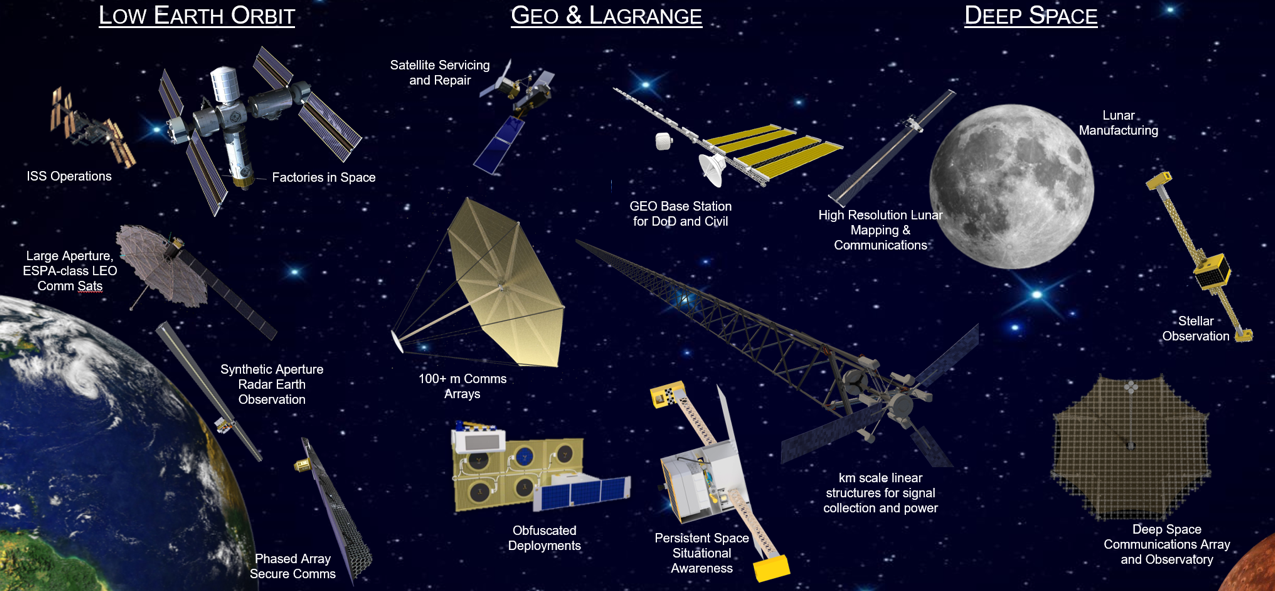 LOW EARTH ORBIT
GEO & LAGRANGE
DEEP SPACE
ISS Operations
Factories in Space
Large Aperture,
ESPA-class LEO
Comm Sats
Synthetic Aperture
Radar Earth
Observation
Phased Array
Secure Comms
Satellite Servicing
and Repair
GEO Base Station
for DoD and Civil
100+ m Comms
Arrays
Obfuscated
Deployments
Persistent Space
Situational
Awareness
km scale linear
structures for signal
collection and power
High Resolution Lunar
Mapping &
Communications
Lunar
Manufacturing
Stellar
Observation
Deep Space
Communications Array
and Observatory